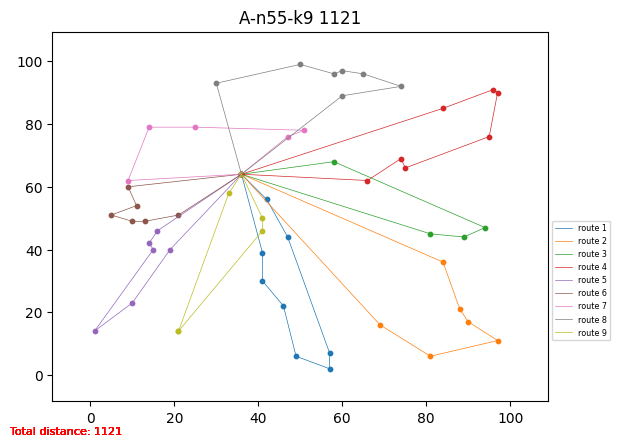 A-n55-k9 1121
100
80
60
40
20
0
0 20 40 60 80 100
route 1
route 2
route 3
route 4
route 5
route 6
route 7
route 8
route 9
Total distance: 1121